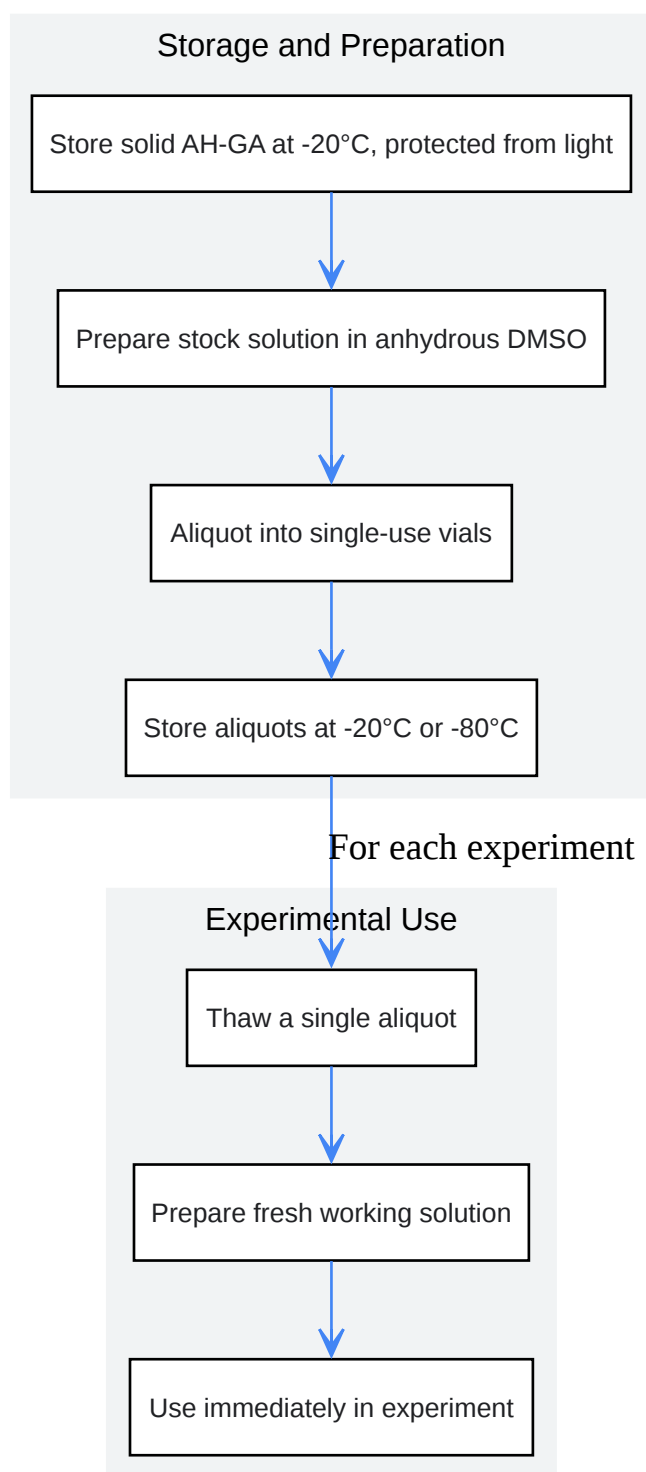 Storage and Preparation
Store solid AH-GA at -20°C, protected from light
Prepare stock solution in anhydrous DMSO
Aliquot into single-use vials
Store aliquots at -20°C or -80°C
For each experiment
Experimental Use
Thaw a single aliquot
Prepare fresh working solution
Use immediately in experiment